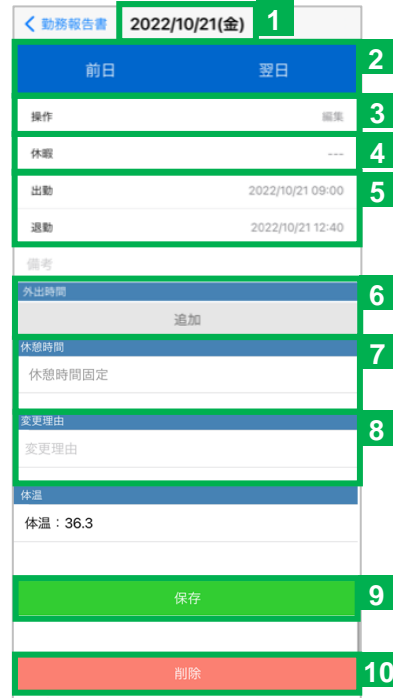 勤務報告書 2022/10/21(金) 1
前日 翌日 2
操作 編集 3
休暇 --- 4
出勤 2022/10/21 09:00 5
退勤 2022/10/21 12:40
備考
外出時間 6
追加
休憩時間 7
休憩時間固定
変更理由 8
変更理由
体温
体温：36.3
保存 9
削除 10